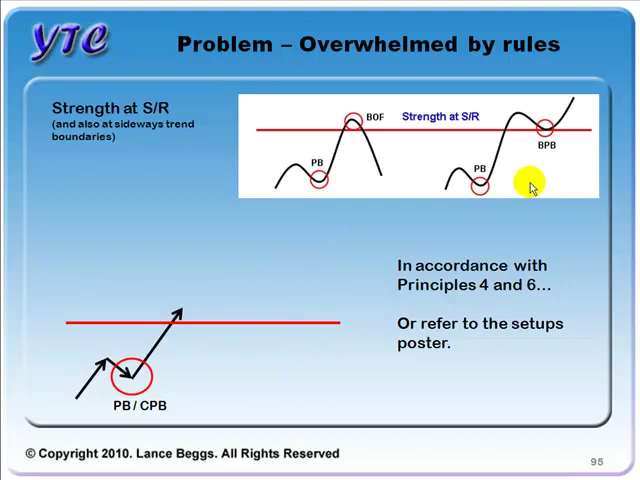 YTC
Problem – Overwhelmed by rules
Strength at S/R
(and also at sideways trend
boundaries)
BOF
Strength at S/R
PB
BPB
PB
In accordance with
Principles 4 and 6...
Or refer to the setups
poster.
PB / CPB
© Copyright 2010. Lance Beggs. All Rights Reserved
95